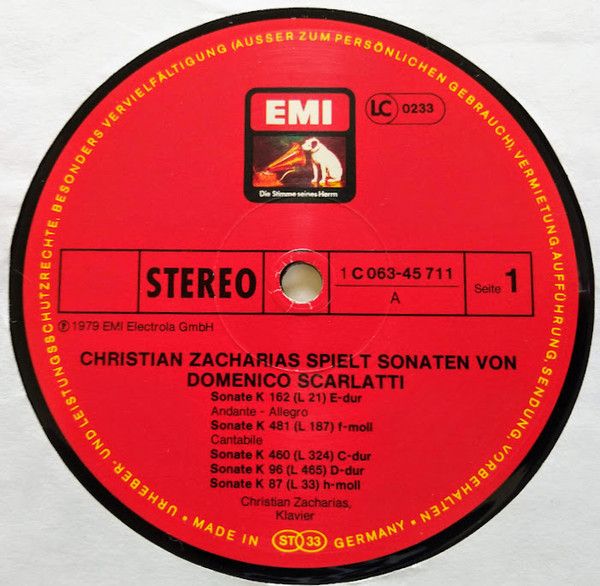 URHEBER- UND LEISTUNGSSCHUTZRECHTE, BESONDERS VERVIELFÄLTIGUNG (AUSSER ZUM PERSÖNLICHEN GEBRAUCH), VERMIETUNG, AUFFÜHRUNG, SENDUNG, VORBEHALTEN
EMI
LC 0233
Die Stimme seines Herrn
STEREO
1 C 063-45 711
A
Seite 1
℗ 1979 EMI Electrola GmbH
CHRISTIAN ZACHARIAS SPIELT SONATEN VON
DOMENICO SCARLATTI
Sonate K 162 (L 21) E-dur
Andante - Allegro
Sonate K 481 (L 187) f-moll
Cantabile
Sonate K 460 (L 324) C-dur
Sonate K 96 (L 465) D-dur
Sonate K 87 (L 33) h-moll
Christian Zacharias,
Klavier
• MADE IN ST 33 GERMANY •